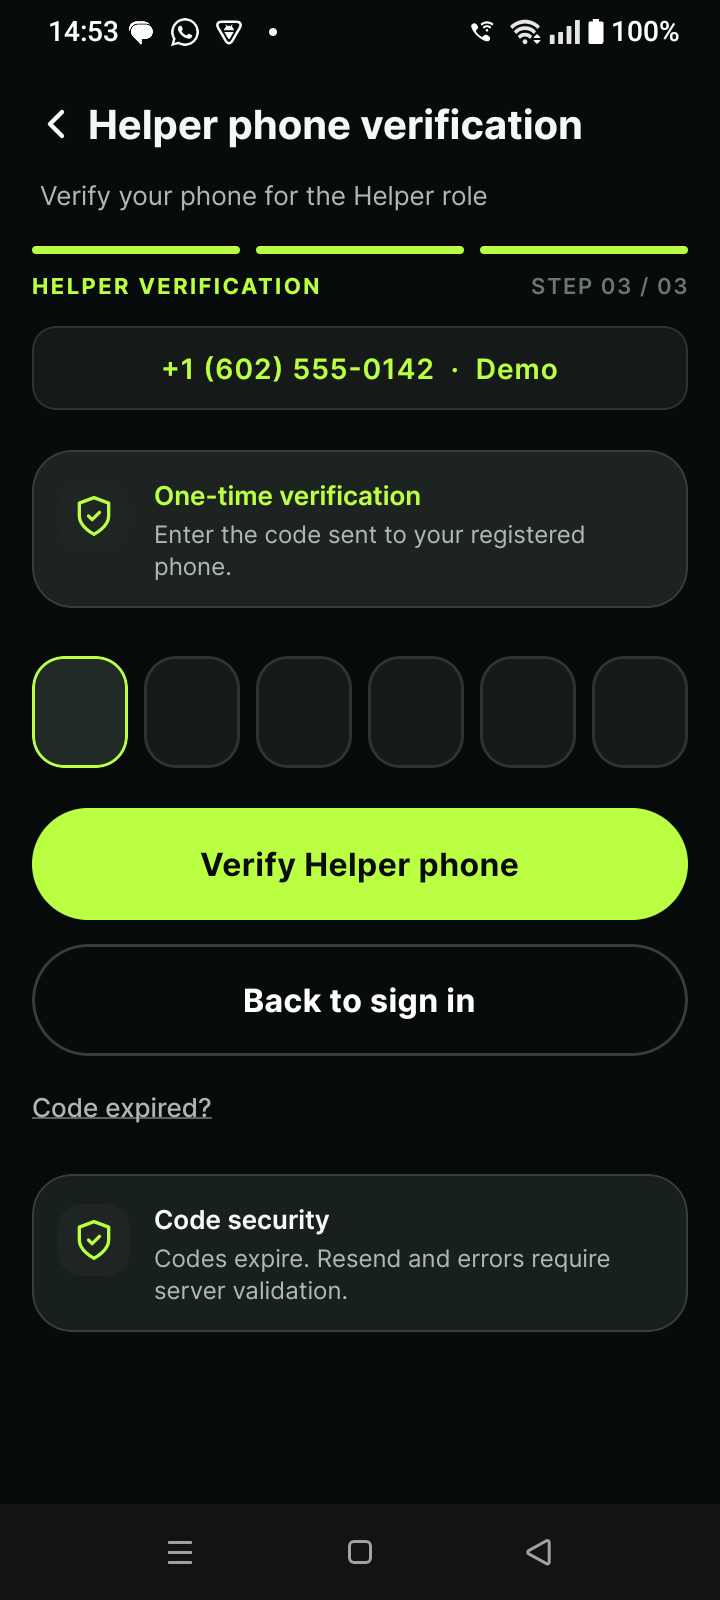 14:53
100%
Helper phone verification
Verify your phone for the Helper role
HELPER VERIFICATION
STEP 03 / 03
+1 (602) 555-0142 · Demo
One-time verification
Enter the code sent to your registered
phone.
Verify Helper phone
Back to sign in
Code expired?
Code security
Codes expire. Resend and errors require
server validation.